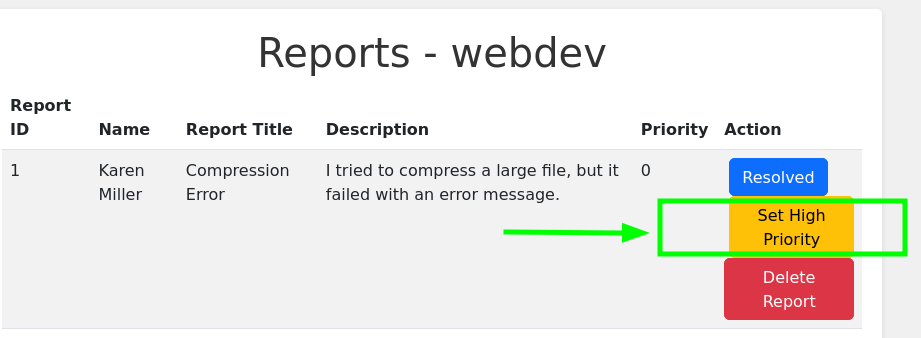 Reports - webdev
Report
ID Name Report Title Description Priority Action
1 Karen Compression I tried to compress a large file, but it 0 Resolved
Miller Error failed with an error message.
Set High
Priority
Delete
Report